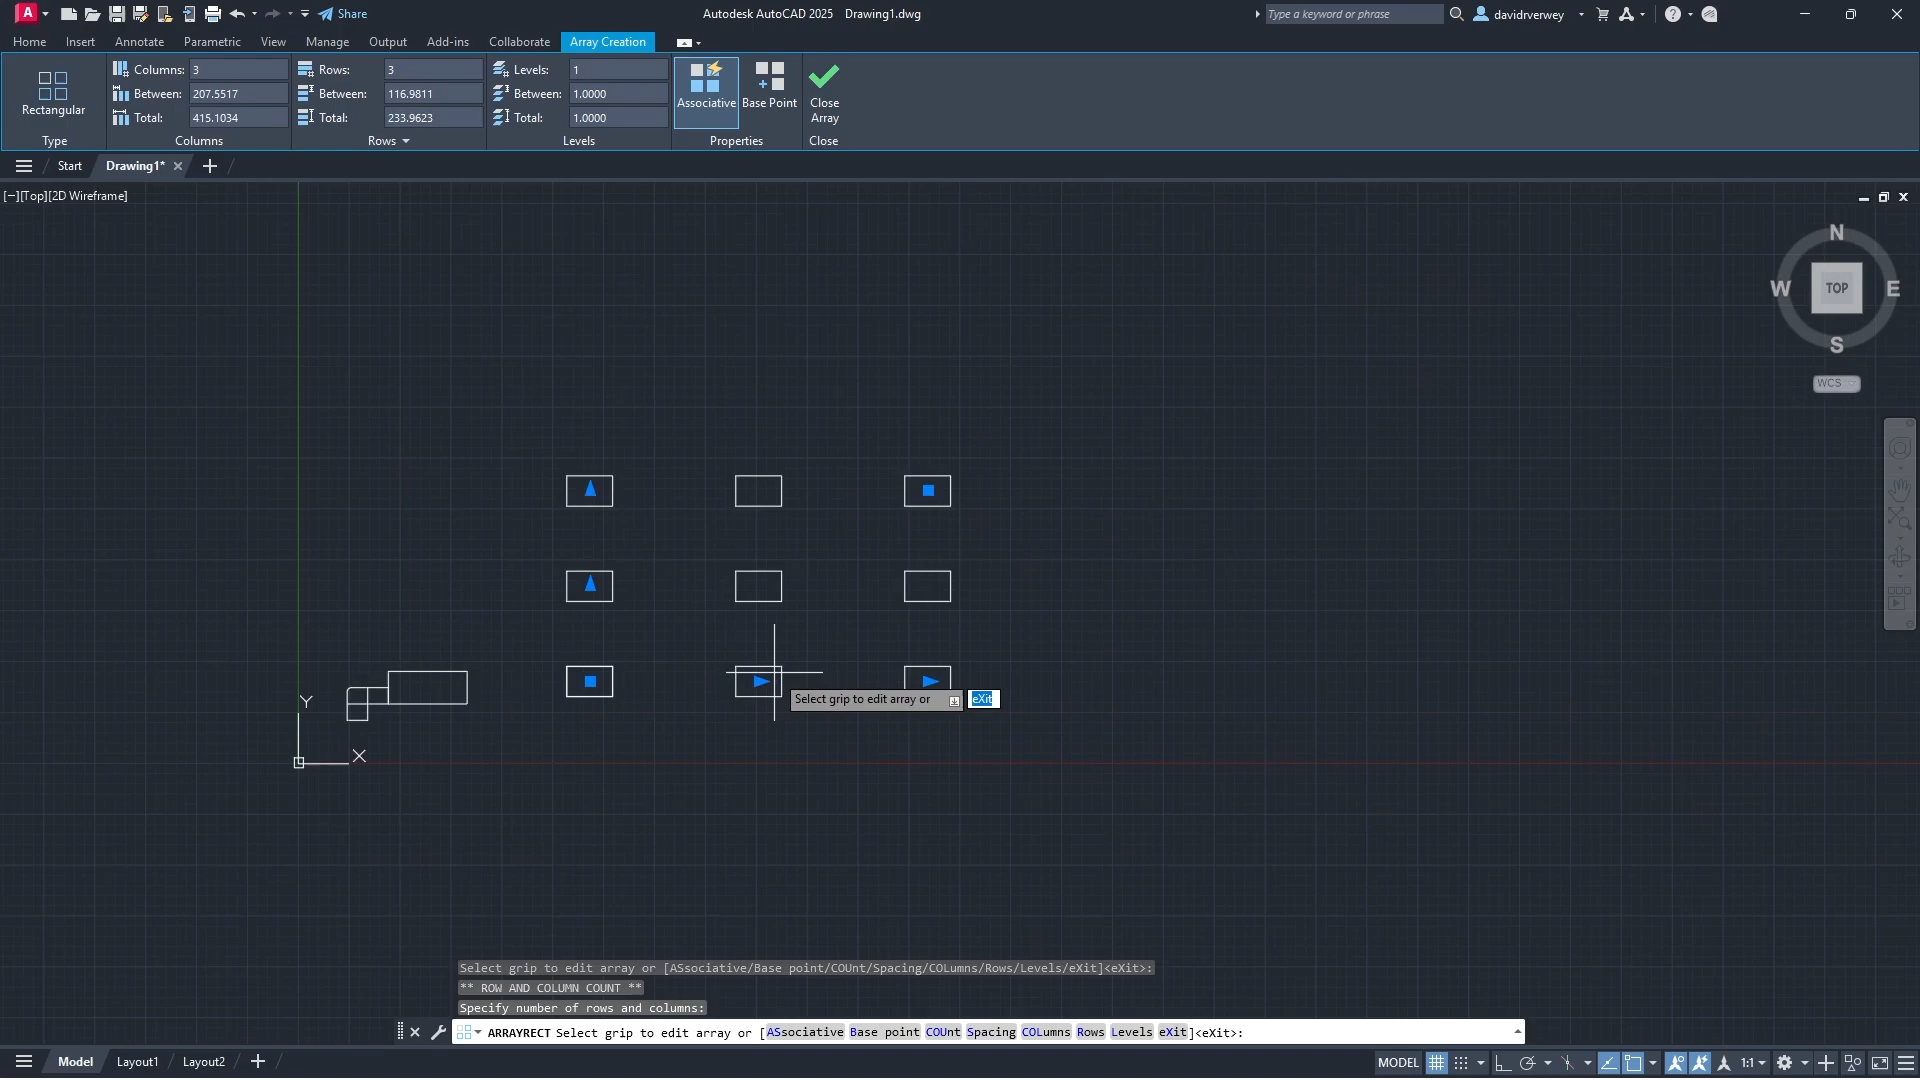 A Share Autodesk AutoCAD 2025 Drawing1.dwg Type a keyword or phrase davidrverwey
Home Insert Annotate Parametric View Manage Output Add-ins Collaborate Array Creation
Columns: 3 Rows: 3 Levels: 1
Between: 207.5517 Between: 116.9811 Between: 1.0000
Rectangular Associative Base Point Close Array
Total: 415.1034 Total: 233.9623 Total: 1.0000
Type Columns Rows Levels Properties Close
Start Drawing1*
[−][Top][2D Wireframe]
N
W TOP E
S
WCS
Y
X
Select grip to edit array or eXit
Select grip to edit array or [ASsociative/Base point/COUnt/Spacing/COLumns/Rows/Levels/eXit]<eXit>:
** ROW AND COLUMN COUNT **
Specify number of rows and columns:
ARRAYRECT Select grip to edit array or [ASsociative Base point COUnt Spacing COLumns Rows Levels eXit]<eXit>:
Model Layout1 Layout2 MODEL 1:1